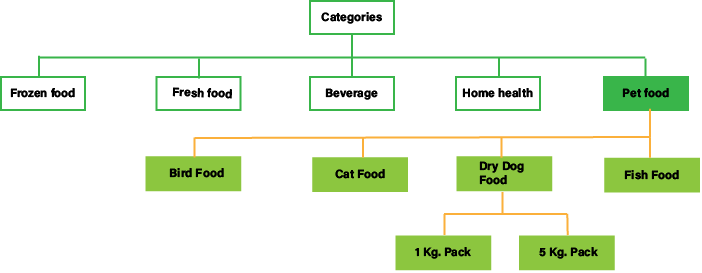 Categories
Frozen food
Fresh food
Beverage
Home health
Pet food
Bird Food
Cat Food
Dry Dog
Food
Fish Food
1 Kg. Pack
5 Kg. Pack